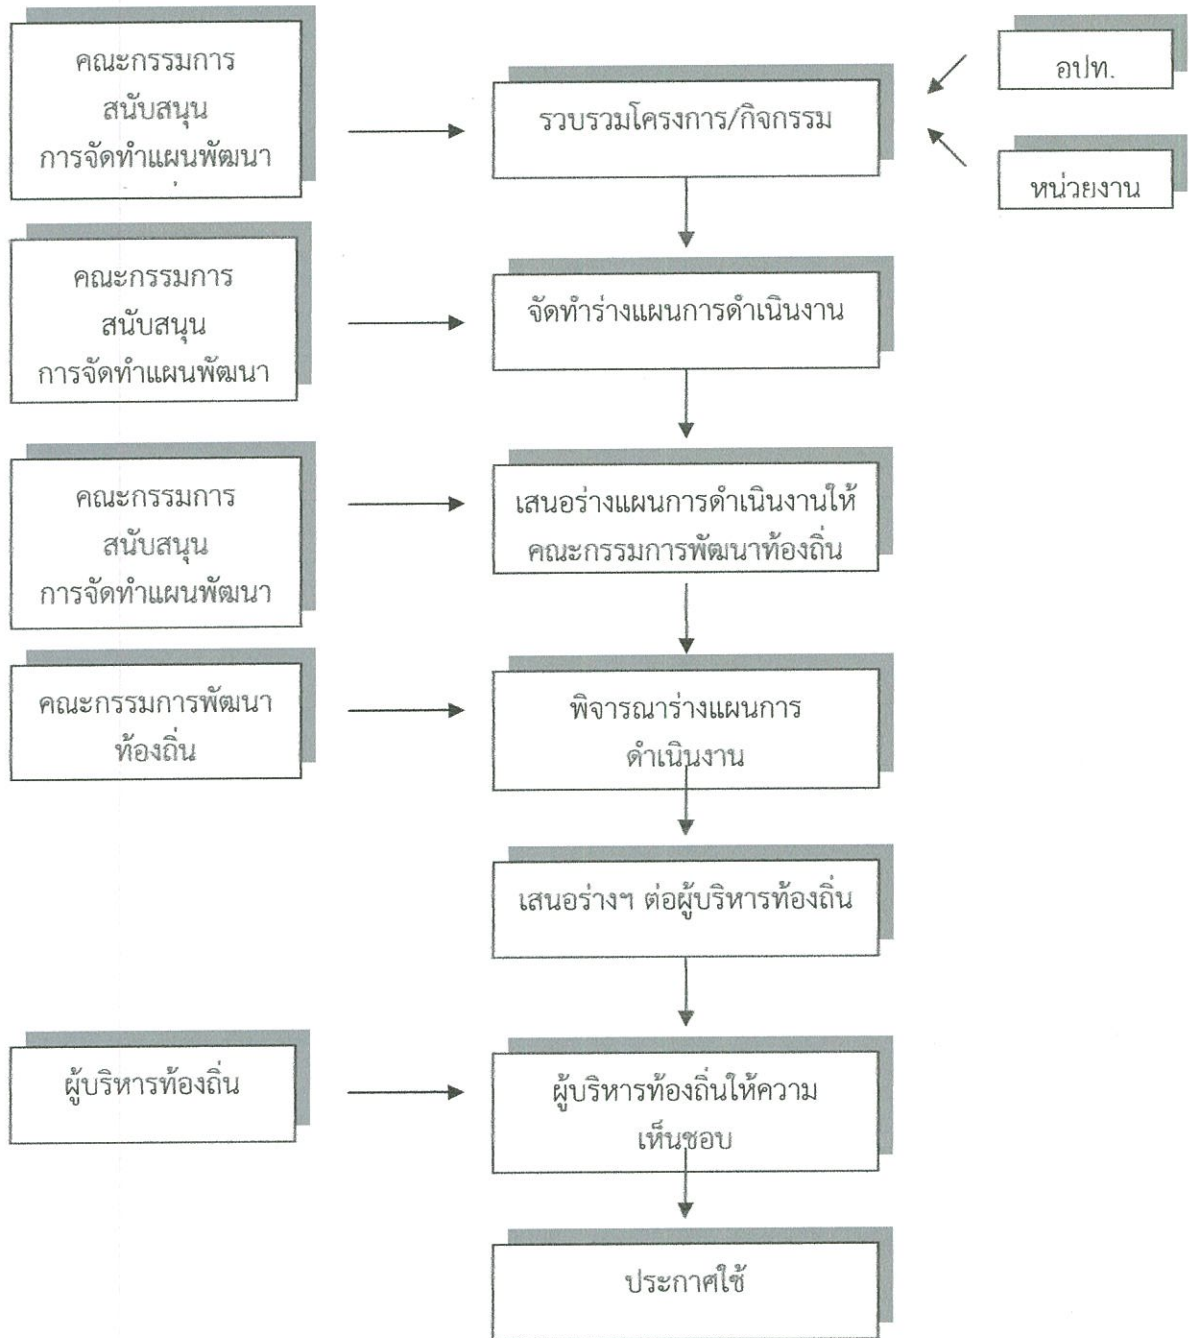 คณะกรรมการ
สนับสนุน
การจัดทำแผนพัฒนา
รวบรวมโครงการ/กิจกรรม
อปท.
หน่วยงาน
คณะกรรมการ
สนับสนุน
การจัดทำแผนพัฒนา
จัดทำร่างแผนการดำเนินงาน
คณะกรรมการ
สนับสนุน
การจัดทำแผนพัฒนา
เสนอร่างแผนการดำเนินงานให้
คณะกรรมการพัฒนาท้องถิ่น
คณะกรรมการพัฒนา
ท้องถิ่น
พิจารณาร่างแผนการ
ดำเนินงาน
เสนอร่างฯ ต่อผู้บริหารท้องถิ่น
ผู้บริหารท้องถิ่น
ผู้บริหารท้องถิ่นให้ความ
เห็นชอบ
ประกาศใช้